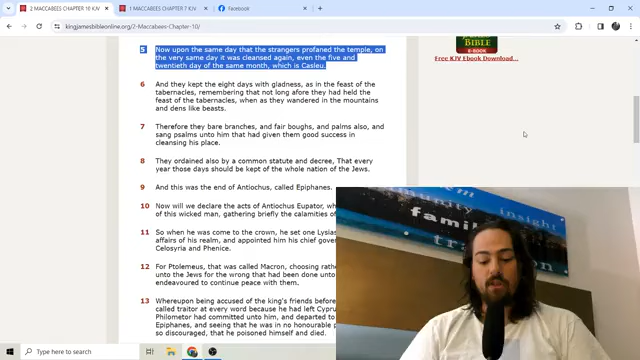 2 MACCABEES CHAPTER 10 KJV
1 MACCABEES CHAPTER 7 KJV
Facebook
kingjamesbibleonline.org/2-Maccabees-Chapter-10/
5 Now upon the same day that the strangers profaned the temple, on
the very same day it was cleansed again, even the five and
twentieth day of the same month, which is Casleu.
6 And they kept the eight days with gladness, as in the feast of the
tabernacles, remembering that not long afore they had held the
feast of the tabernacles, when as they wandered in the mountains
and dens like beasts.
7 Therefore they bare branches, and fair boughs, and palms also, and
sang psalms unto him that had given them good success in
cleansing his place.
8 They ordained also by a common statute and decree, That every
year those days should be kept of the whole nation of the Jews.
9 And this was the end of Antiochus, called Epiphanes.
10 Now will we declare the acts of Antiochus Eupator,
of this wicked man, gathering briefly the calamities of
11 So when he was come to the crown, he set one Lysias
affairs of his realm, and appointed him his chief
Celosyria and Phenice.
12 For Ptolemeus, that was called Macron, choosing
unto the Jews for the wrong that had been done
endeavoured to continue peace with them.
13 Whereupon being accused of the king's friends before
called traitor at every word because he had left
Philometor had committed unto him, and departed to
Epiphanes, and seeing that he was in no honourable
so discouraged, that he poisoned himself and died.
BIBLE
E-BOOK
Free KJV Ebook Download...
insight
family
Type here to search